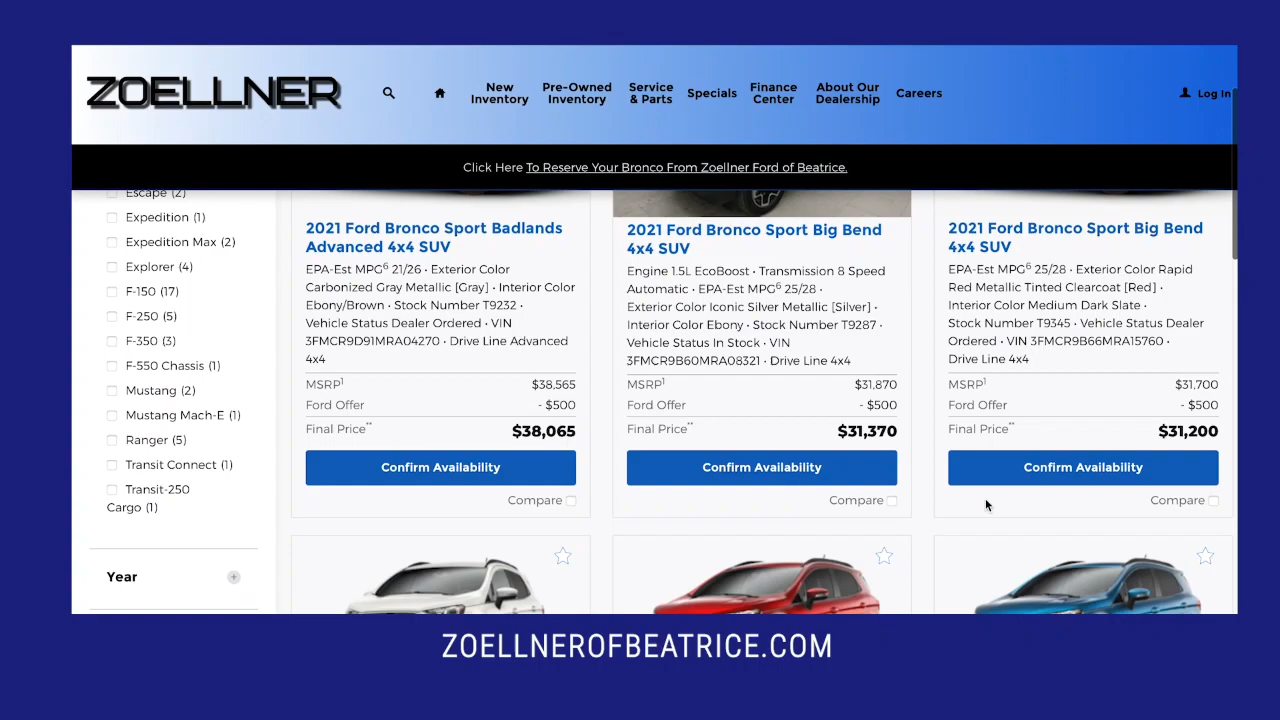 ZOELLNER
New Inventory
Pre-Owned Inventory
Service & Parts
Specials
Finance Center
About Our Dealership
Careers
Log In
Click Here To Reserve Your Bronco From Zoellner Ford of Beatrice.
Escape (2)
Expedition (1)
Expedition Max (2)
Explorer (4)
F-150 (17)
F-250 (5)
F-350 (3)
F-550 Chassis (1)
Mustang (2)
Mustang Mach-E (1)
Ranger (5)
Transit Connect (1)
Transit-250
Cargo (1)
Year
2021 Ford Bronco Sport Badlands
Advanced 4x4 SUV
EPA-Est MPG6 21/26 · Exterior Color
Carbonized Gray Metallic [Gray] · Interior Color
Ebony/Brown · Stock Number T9232 ·
Vehicle Status Dealer Ordered · VIN
3FMCR9D91MRA04270 · Drive Line Advanced
4x4
MSRP1 $38,565
Ford Offer - $500
Final Price** $38,065
Confirm Availability
Compare
2021 Ford Bronco Sport Big Bend
4x4 SUV
Engine 1.5L EcoBoost · Transmission 8 Speed
Automatic · EPA-Est MPG6 25/28 ·
Exterior Color Iconic Silver Metallic [Silver] ·
Interior Color Ebony · Stock Number T9287 ·
Vehicle Status In Stock · VIN
3FMCR9B60MRA08321 · Drive Line 4x4
MSRP1 $31,870
Ford Offer - $500
Final Price** $31,370
Confirm Availability
Compare
2021 Ford Bronco Sport Big Bend
4x4 SUV
EPA-Est MPG6 25/28 · Exterior Color Rapid
Red Metallic Tinted Clearcoat [Red] ·
Interior Color Medium Dark Slate ·
Stock Number T9345 · Vehicle Status Dealer
Ordered · VIN 3FMCR9B66MRA15760 ·
Drive Line 4x4
MSRP1 $31,700
Ford Offer - $500
Final Price** $31,200
Confirm Availability
Compare
ZOELLNEROFBEATRICE.COM